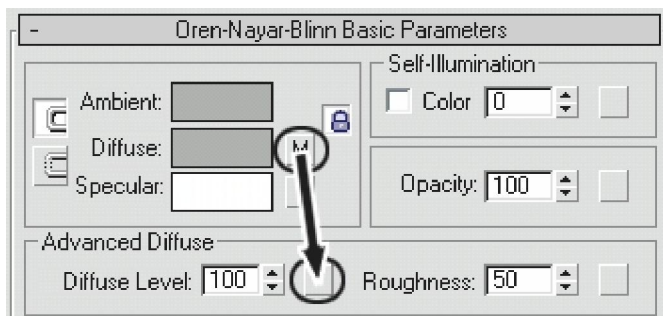 - Oren-Nayar-Blinn Basic Parameters
Self-Illumination
Ambient:
Color 0
Diffuse: M
Specular:
Opacity: 100
Advanced Diffuse
Diffuse Level: 100
Roughness: 50